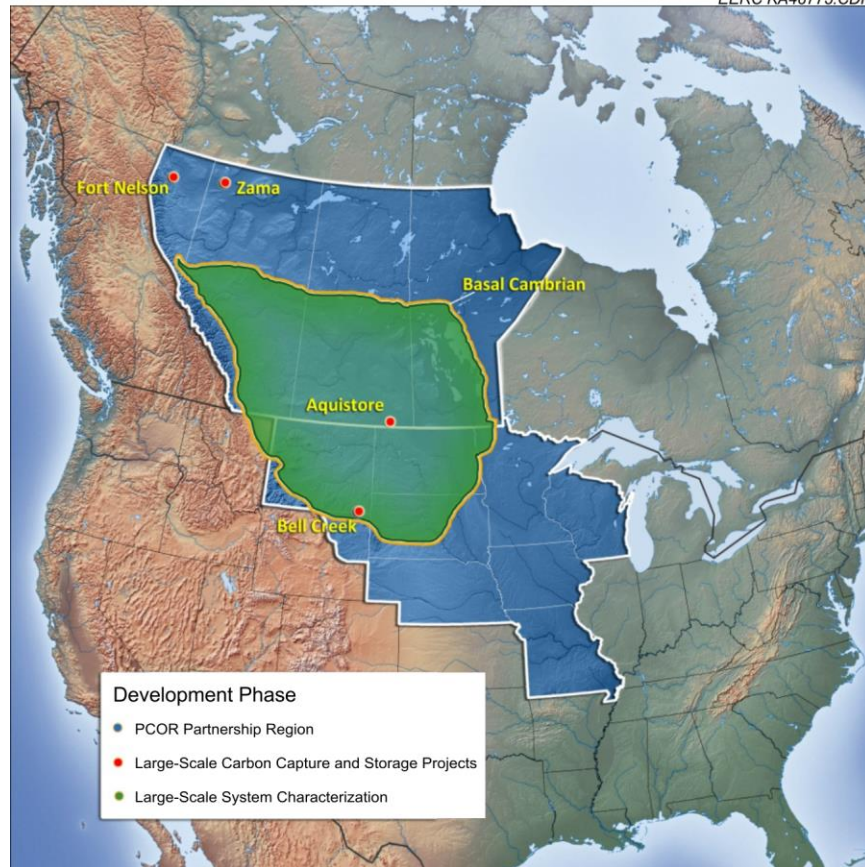 Fort Nelson
Zama
Basal Cambrian
Aquistore
Bell Creek
Development Phase
PCOR Partnership Region
Large-Scale Carbon Capture and Storage Projects
Large-Scale System Characterization